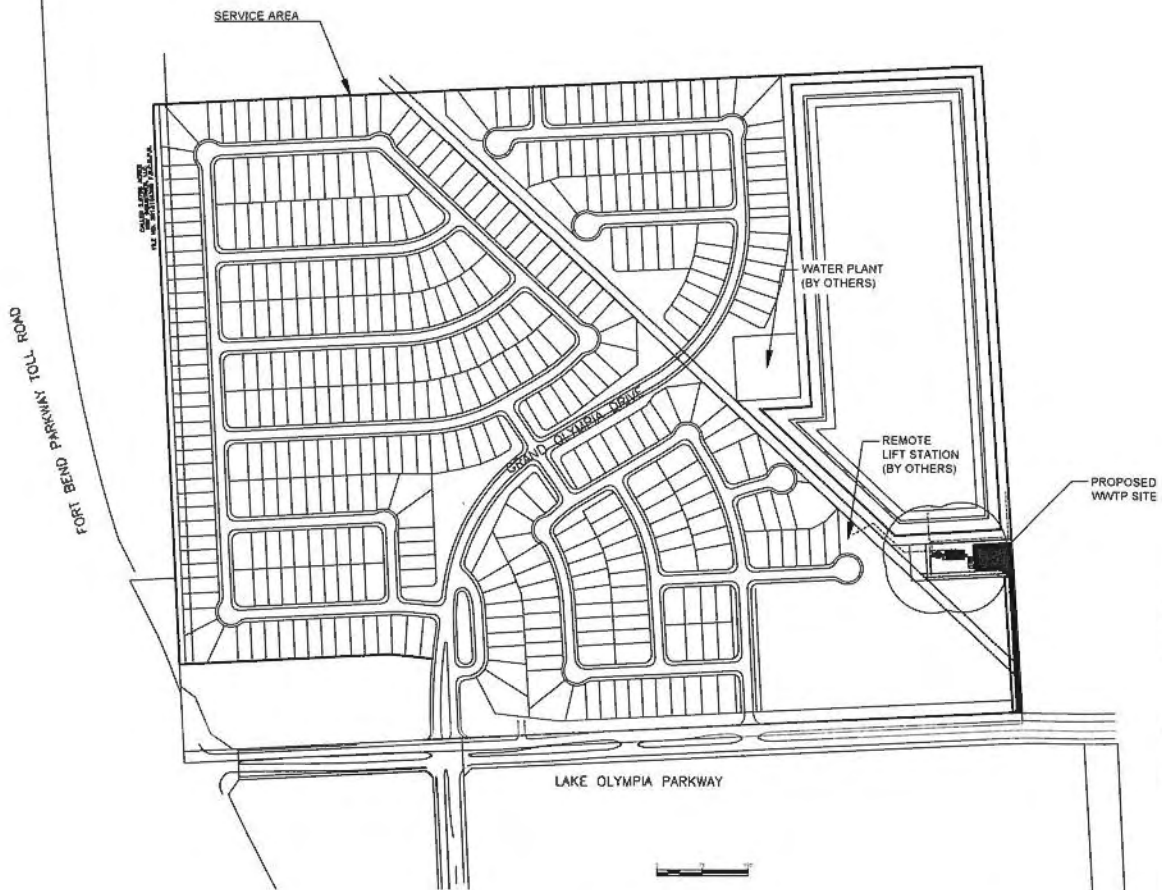 SERVICE AREA
WATER PLANT
(BY OTHERS)
FORT BEND PARKWAY TOLL ROAD
GRAND OLYMPIA DRIVE
REMOTE
LIFT STATION
(BY OTHERS)
PROPOSED
WWTP SITE
LAKE OLYMPIA PARKWAY